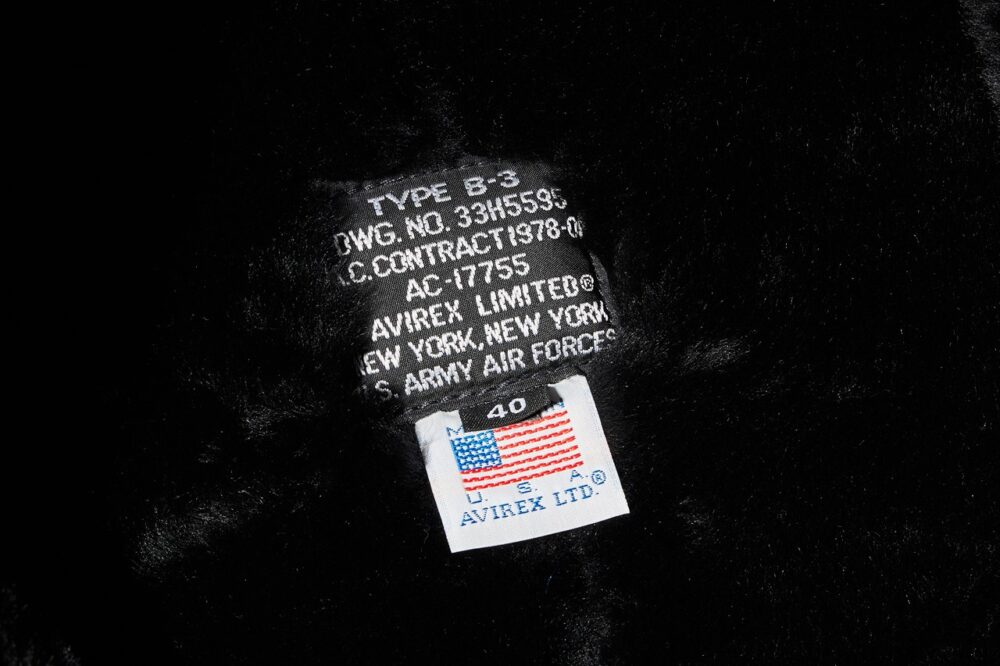 TYPE B-3
DWG. NO. 33H5595
.C. CONTRACT 1978-0
AC-17755
AVIREX LIMITED®
EW YORK, NEW YORK
S. ARMY AIR FORCES
40
M
U. S. A.
AVIREX LTD.®